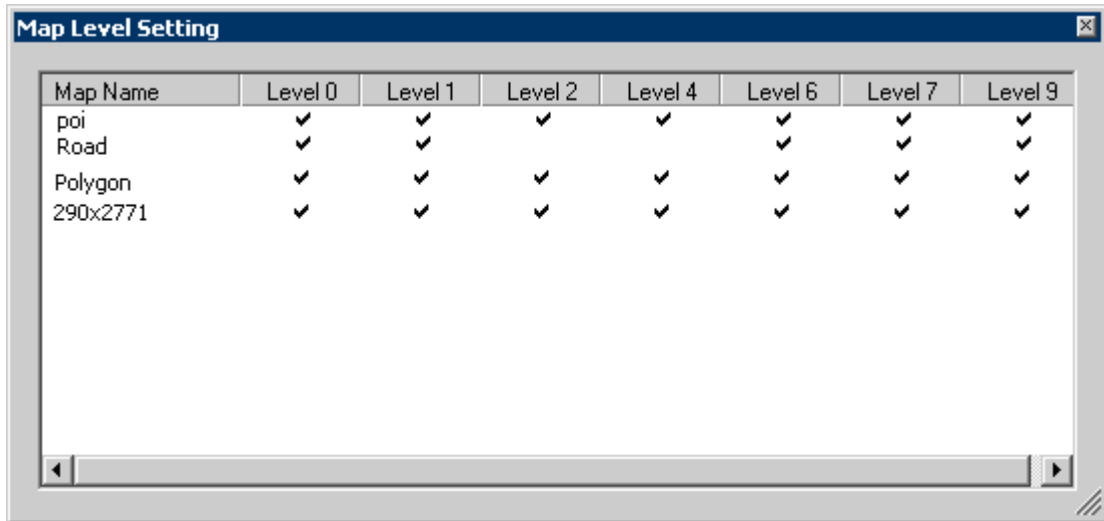 Map Level Setting
Map Name Level 0 Level 1 Level 2 Level 4 Level 6 Level 7 Level 9
poi ✔ ✔ ✔ ✔ ✔ ✔ ✔
Road ✔ ✔ ✔ ✔ ✔
Polygon ✔ ✔ ✔ ✔ ✔ ✔ ✔
290x2771 ✔ ✔ ✔ ✔ ✔ ✔ ✔